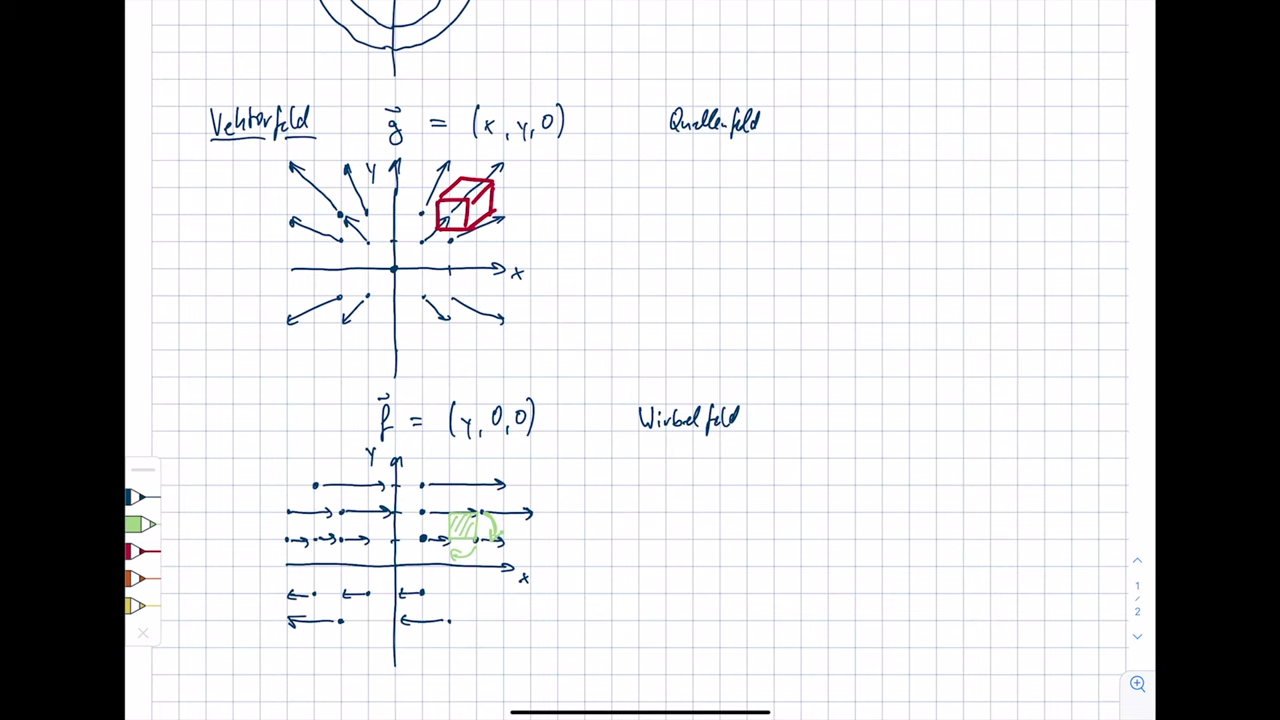 Vektorfeld g⃗ = (x, y, 0) Quellenfeld
y
x
f⃗ = (y, 0, 0) Wirbelfeld
y
x
1
/
2